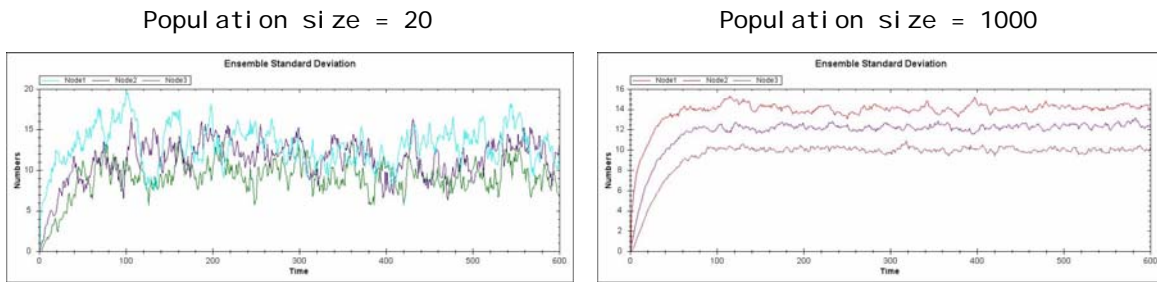 Population size = 20
Population size = 1000
Ensemble Standard Deviation
Node1 Node2 Node3
20
15
10
5
0
Numbers
0 100 200 300 400 500 600
Time
Ensemble Standard Deviation
Node1 Node2 Node3
16
14
12
10
8
6
4
2
0
Numbers
0 100 200 300 400 500 600
Time